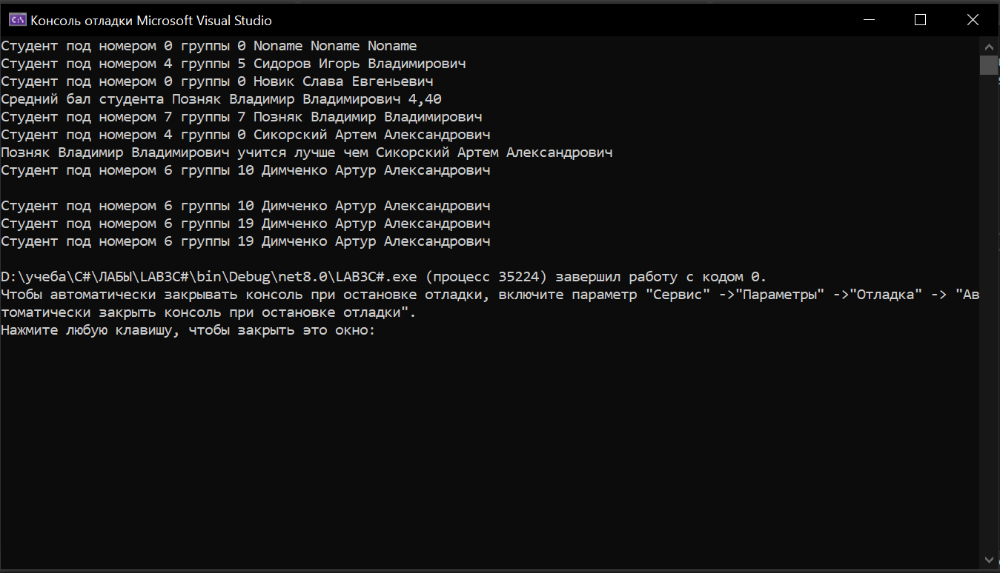 Консоль отладки Microsoft Visual Studio
Студент под номером 0 группы 0 Noname Noname Noname
Студент под номером 4 группы 5 Сидоров Игорь Владимирович
Студент под номером 0 группы 0 Новик Слава Евгеньевич
Средний бал студента Позняк Владимир Владимирович 4,40
Студент под номером 7 группы 7 Позняк Владимир Владимирович
Студент под номером 4 группы 0 Сикорский Артем Александрович
Позняк Владимир Владимирович учится лучше чем Сикорский Артем Александрович
Студент под номером 6 группы 10 Димченко Артур Александрович
Студент под номером 6 группы 10 Димченко Артур Александрович
Студент под номером 6 группы 19 Димченко Артур Александрович
Студент под номером 6 группы 19 Димченко Артур Александрович
D:\учеба\C#\ЛАБЫ\LAB3C#\bin\Debug\net8.0\LAB3C#.exe (процесс 35224) завершил работу с кодом 0.
Чтобы автоматически закрывать консоль при остановке отладки, включите параметр "Сервис" ->"Параметры" ->"Отладка" -> "Ав
томатически закрыть консоль при остановке отладки".
Нажмите любую клавишу, чтобы закрыть это окно: